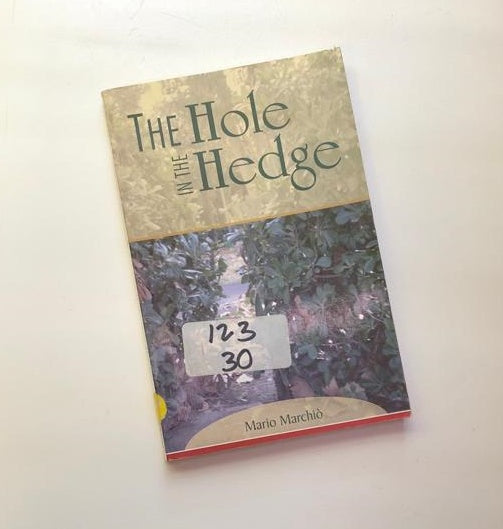 THE Hole
IN THE Hedge
123
30
Mario Marchiò